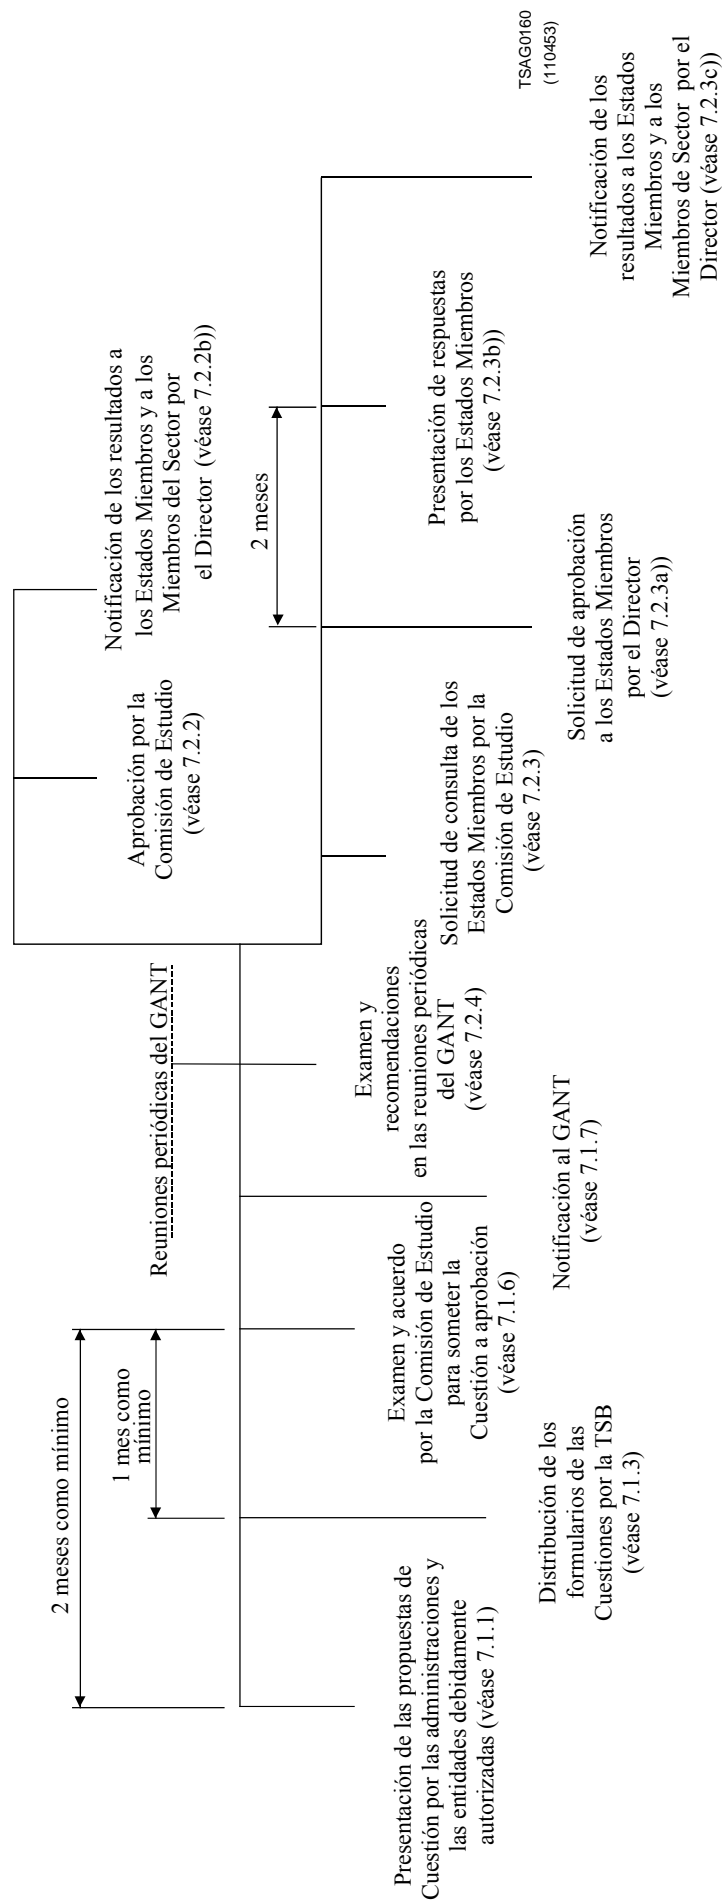 2 meses como mínimo
1 mes como
mínimo
Reuniones periódicas del GANT
Aprobación por la
Comisión de Estudio
(véase 7.2.2)
Notificación de los resultados a
los Estados Miembros y a los
Miembros del Sector por
el Director (véase 7.2.2b))
2 meses
Presentación de las propuestas de
Cuestión por las administraciones y
las entidades debidamente
autorizadas (véase 7.1.1)
Distribución de los
formularios de las
Cuestiones por la TSB
(véase 7.1.3)
Examen y acuerdo
por la Comisión de Estudio
para someter la
Cuestión a aprobación
(véase 7.1.6)
Notificación al GANT
(véase 7.1.7)
Examen y
recomendaciones
en las reuniones periódicas
del GANT
(véase 7.2.4)
Solicitud de consulta de los
Estados Miembros por la
Comisión de Estudio
(véase 7.2.3)
Solicitud de aprobación
a los Estados Miembros
por el Director
(véase 7.2.3a))
Presentación de respuestas
por los Estados Miembros
(véase 7.2.3b))
Notificación de los
resultados a los Estados
Miembros y a los
Miembros de Sector por el
Director (véase 7.2.3c))
TSAG0160
(110453)